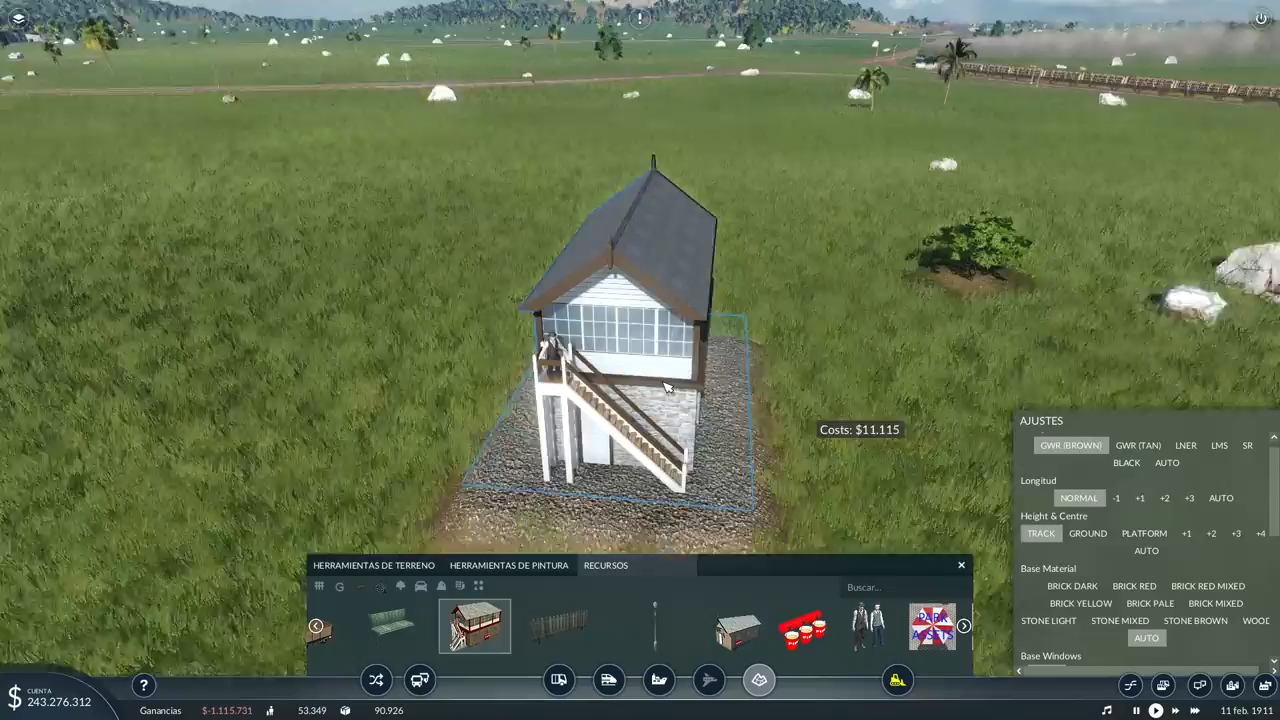 Costs: $11.115
AJUSTES
GWR (BROWN) GWR (TAN) LNER LMS SR
BLACK AUTO
Longitud
NORMAL -1 +1 +2 +3 AUTO
Height & Centre
TRACK GROUND PLATFORM +1 +2 +3 +4
AUTO
Base Material
BRICK DARK BRICK RED BRICK RED MIXED
BRICK YELLOW BRICK PALE BRICK MIXED
STONE LIGHT STONE MIXED STONE BROWN WOOD
AUTO
Base Windows
HERRAMIENTAS DE TERRENO HERRAMIENTAS DE PINTURA RECURSOS
Buscar...
PARK
ASSETS
CUENTA
$ 243.276.312
?
Ganancias $-1.115.731 53.349 90.926
11 feb. 1911